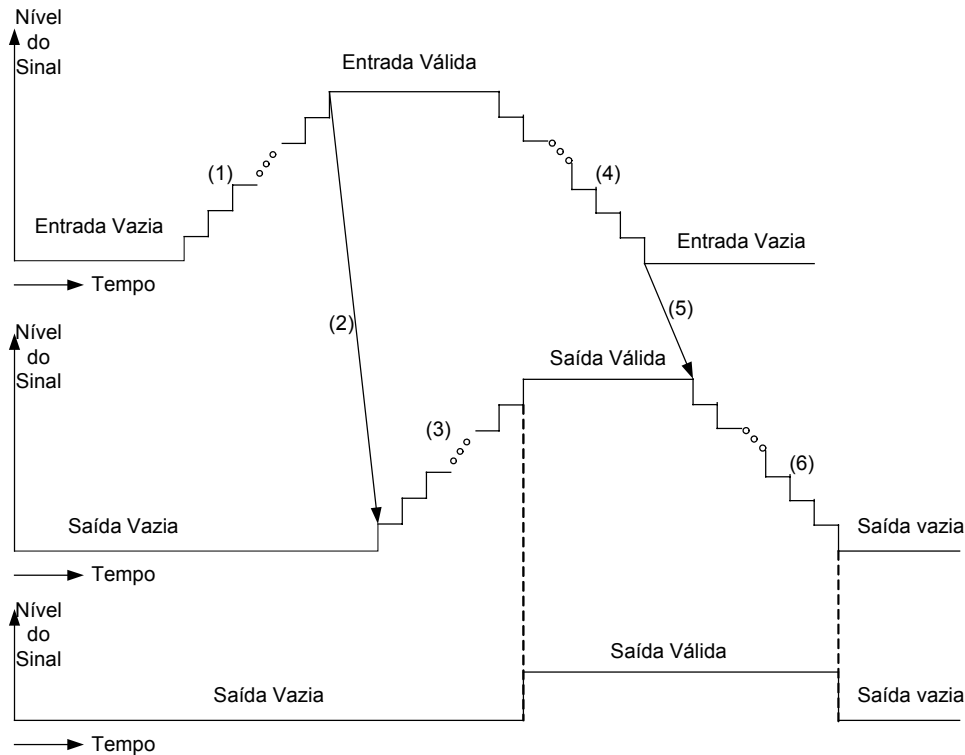 Nível
do
Sinal
Entrada Válida
(1)
(4)
Entrada Vazia
Entrada Vazia
Tempo
(2)
(5)
Nível
do
Sinal
Saída Válida
(3)
(6)
Saída Vazia
Saída vazia
Tempo
Nível
do
Sinal
Saída Válida
Saída Vazia
Saída vazia
Tempo